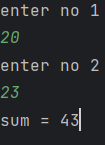 enter no 1
20
enter no 2
23
sum = 43